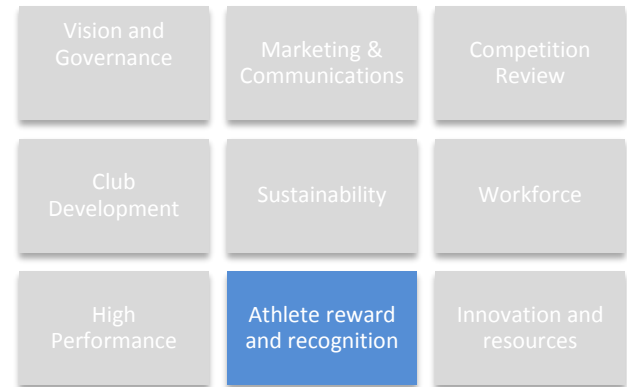 Vision and
Governance
Marketing &
Communications
Competition
Review
Club
Development
Sustainability
Workforce
High
Performance
Athlete reward
and recognition
Innovation and
resources